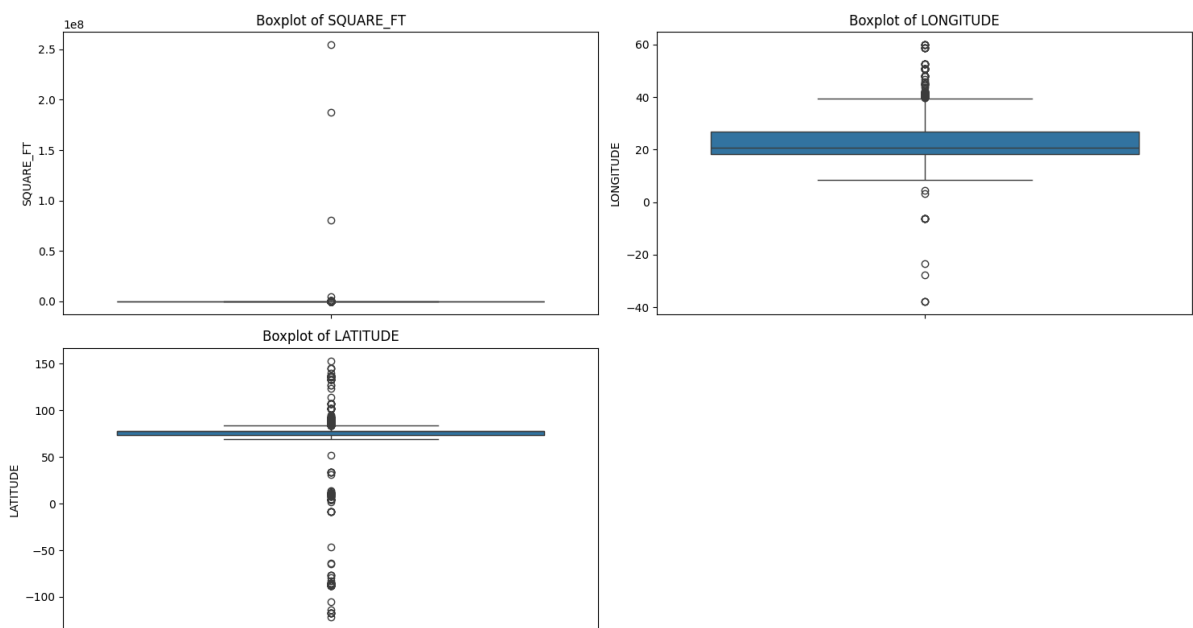 Boxplot of SQUARE_FT
1e8
2.5
2.0
1.5
1.0
0.5
0.0
SQUARE_FT
Boxplot of LONGITUDE
60
40
20
0
−20
−40
LONGITUDE
Boxplot of LATITUDE
150
100
50
0
−50
−100
LATITUDE